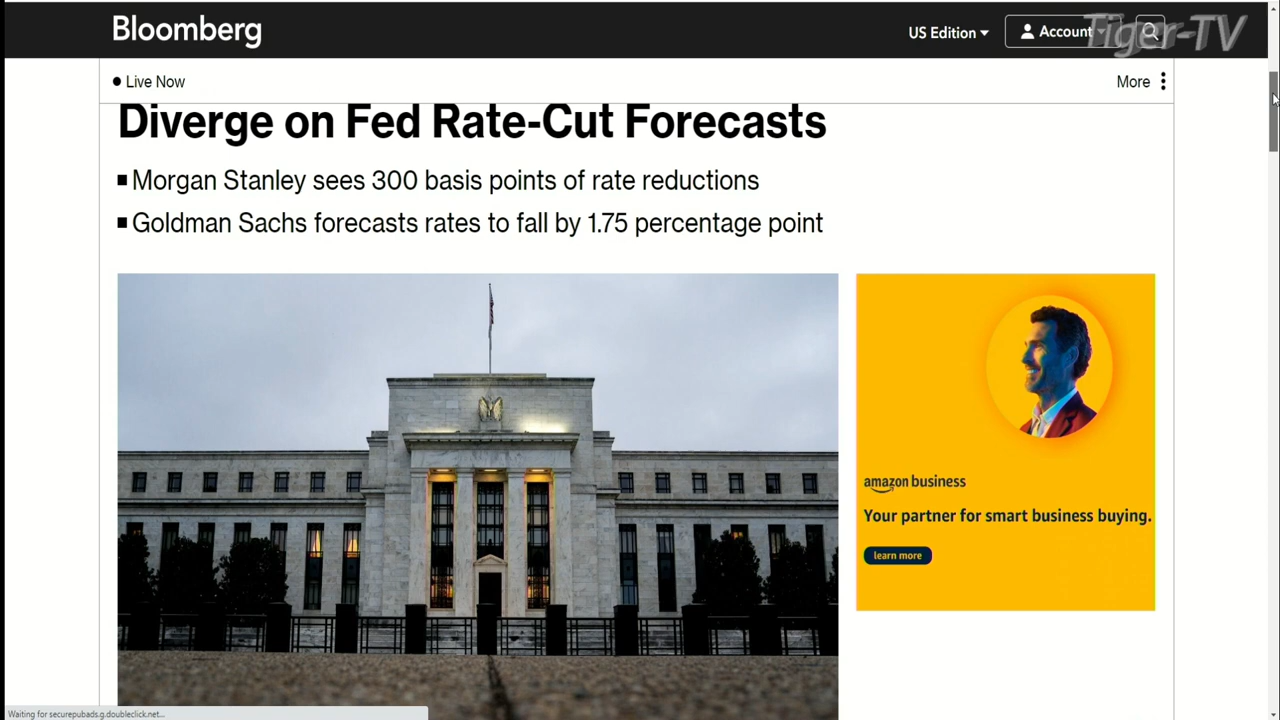 Bloomberg
US Edition
Account
Tiger-TV
Live Now
More
Diverge on Fed Rate-Cut Forecasts
Morgan Stanley sees 300 basis points of rate reductions
Goldman Sachs forecasts rates to fall by 1.75 percentage point
amazon business
Your partner for smart business buying.
learn more
Waiting for securepubads.g.doubleclick.net...